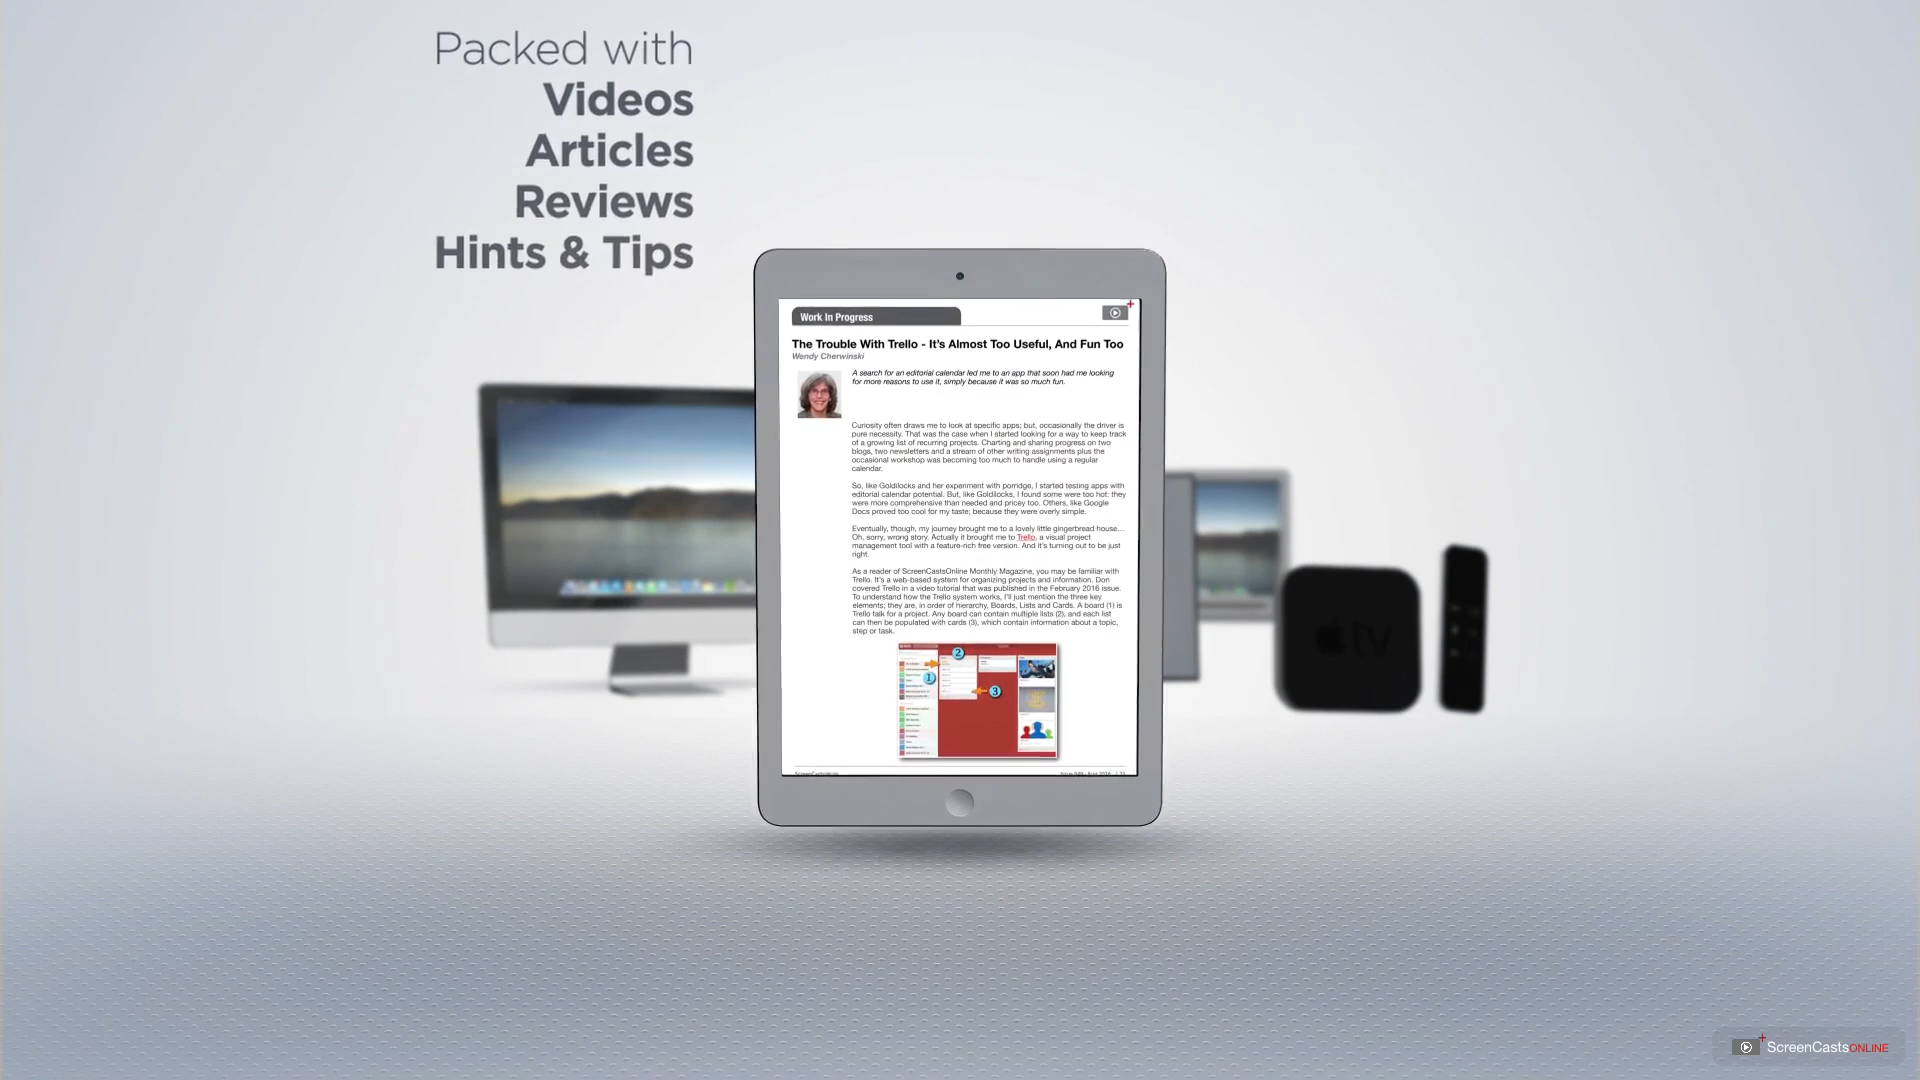 Packed with
Videos
Articles
Reviews
Hints & Tips
Work In Progress
The Trouble With Trello - It's Almost Too Useful, And Fun Too
Wendy Cherwinski
A search for an editorial calendar led me to an app that soon had me looking
for more reasons to use it, simply because it was so much fun.
Curiosity often draws me to look at specific apps; but, occasionally the driver is
pure necessity. That was the case when I started looking for a way to keep track
of a growing list of recurring projects. Charting and sharing progress on two
blogs, two newsletters and a stream of other writing assignments plus the
occasional workshop was becoming too much to handle using a regular
calendar.
So, like Goldilocks and her experiment with porridge, I started testing apps with
editorial calendar potential. But, like Goldilocks, I found some were too hot: they
were more comprehensive than needed and pricey too. Others, like Google
Docs proved too cool for my taste; because they were overly simple.
Eventually, though, my journey brought me to a lovely little gingerbread house...
Oh, sorry, wrong story. Actually it brought me to Trello, a visual project
management tool with a feature-rich free version. And it's turning out to be just
right.
As a reader of ScreenCastsOnline Monthly Magazine, you may be familiar with
Trello. It's a web-based system for organizing projects and information. Don
covered Trello in a video tutorial that was published in the February 2016 issue.
To understand how the Trello system works, I'll just mention the three key
elements; they are, in order of hierarchy, Boards, Lists and Cards. A board (1) is
Trello talk for a project. Any board can contain multiple lists (2), and each list
can then be populated with cards (3), which contain information about a topic,
step or task.
2
1
3
tv
ScreenCastsONLINE